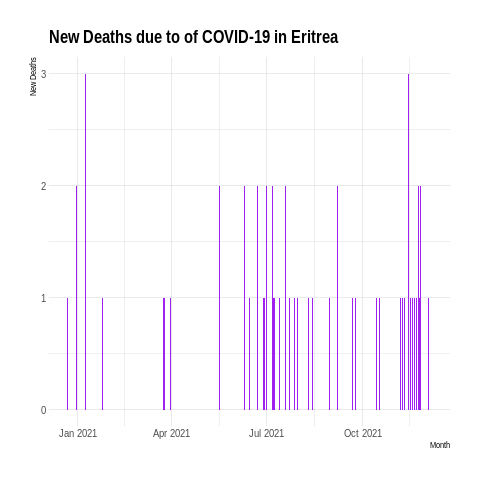 New Deaths due to of COVID-19 in Eritrea
New Deaths
3
2
1
0
Jan 2021 Apr 2021 Jul 2021 Oct 2021
Month